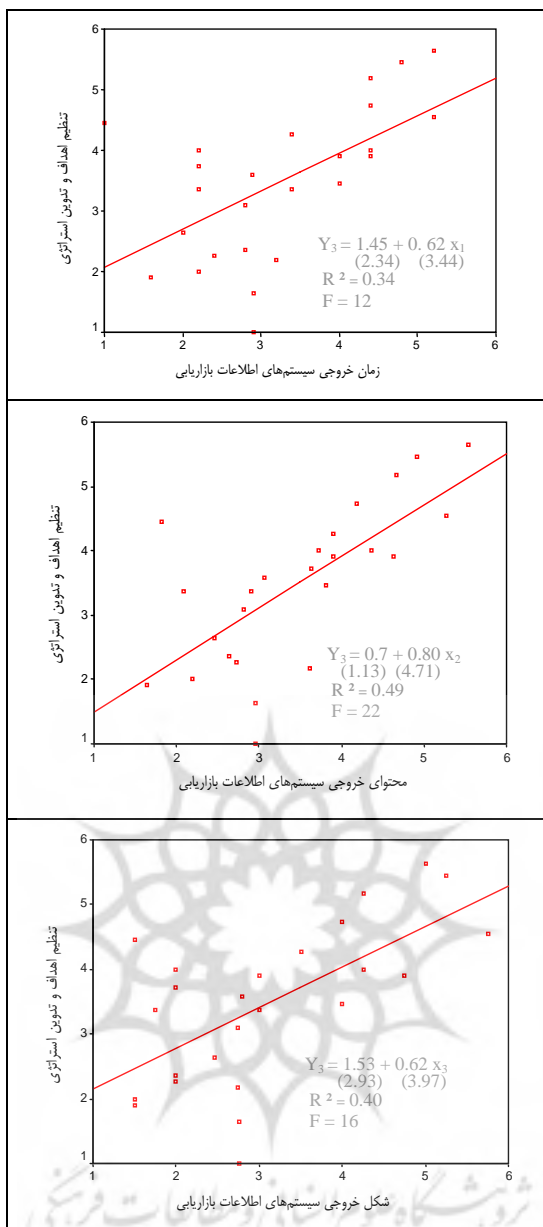 تنظیم اهداف و تدوین استراتژی
6
5
4
3
2
1
Y3 = 1.45 + 0. 62 x1
(2.34) (3.44)
R ² = 0.34
F = 12
1 2 3 4 5 6
زمان خروجی سیستم‌های اطلاعات بازاریابی
تنظیم اهداف و تدوین استراتژی
6
5
4
3
2
1
Y3 = 0.7 + 0.80 x2
(1.13) (4.71)
R ² = 0.49
F = 22
1 2 3 4 5 6
محتوای خروجی سیستم‌های اطلاعات بازاریابی
تنظیم اهداف و تدوین استراتژی
6
5
4
3
2
1
Y3 = 1.53 + 0.62 x3
(2.93) (3.97)
R ² = 0.40
F = 16
1 2 3 4 5 6
شکل خروجی سیستم‌های اطلاعات بازاریابی